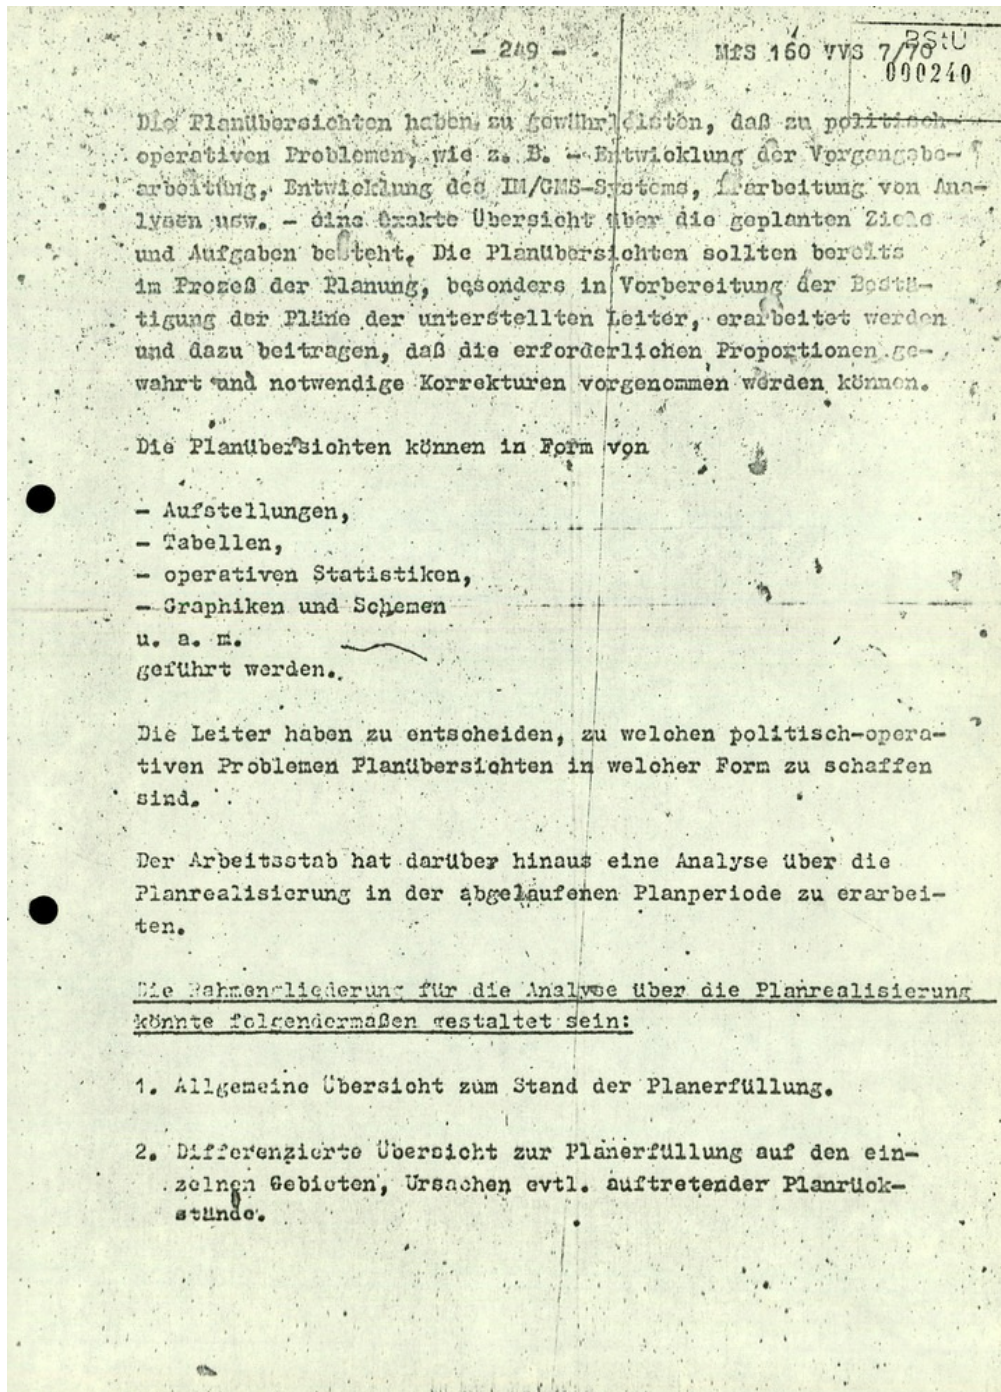 - 249 -
MfS 160 VVS 7/70
BStU
000240
Die Planübersichten haben zu gewährleisten, daß zu politisch-
operativen Problemen, wie z. B. - Entwicklung der Vorgangsbe-
arbeitung, Entwicklung des IM/GMS-Systems, Erarbeitung von Ana-
lysen usw. - eine exakte Übersicht über die geplanten Ziele
und Aufgaben besteht. Die Planübersichten sollten bereits
im Prozeß der Planung, besonders in Vorbereitung der Bestä-
tigung der Pläne der unterstellten Leiter, erarbeitet werden
und dazu beitragen, daß die erforderlichen Proportionen ge-
wahrt und notwendige Korrekturen vorgenommen werden können.
Die Planübersichten können in Form von
- Aufstellungen,
- Tabellen,
- operativen Statistiken,
- Graphiken und Schemen
u. a. m.
geführt werden.
Die Leiter haben zu entscheiden, zu welchen politisch-opera-
tiven Problemen Planübersichten in welcher Form zu schaffen
sind.
Der Arbeitsstab hat darüber hinaus eine Analyse über die
Planrealisierung in der abgelaufenen Planperiode zu erarbei-
ten.
Die Rahmengliederung für die Analyse über die Planrealisierung
könnte folgendermaßen gestaltet sein:
1. Allgemeine Übersicht zum Stand der Planerfüllung.
2. Differenzierte Übersicht zur Planerfüllung auf den ein-
zelnen Gebieten, Ursachen evtl. auftretender Planrück-
stände.